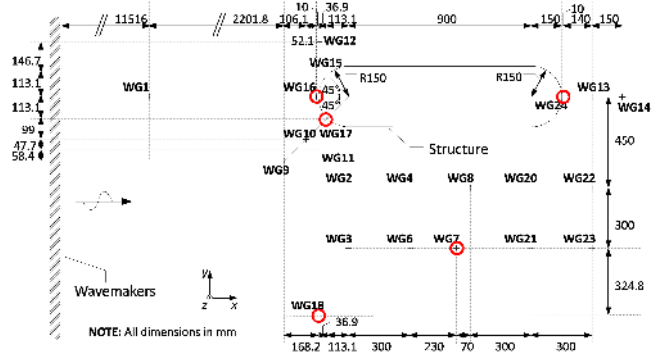 10 36.9 10
11516 2201.8 106.1 113.1 900 150 140 150
52.1 WG12
146.7 WG15
R150 R150
113.1 WG1 WG16 45° WG13
WG24 WG14
113.1 45°
99 WG10 WG17 450
47.7 Structure
58.4 WG9 WG11
WG2 WG4 WG8 WG20 WG22
300
WG3 WG6 WG7 WG21 WG23
Wavemakers y x z 324.8
WG18
NOTE: All dimensions in mm 36.9
168.2 113.1 300 230 70 300 300